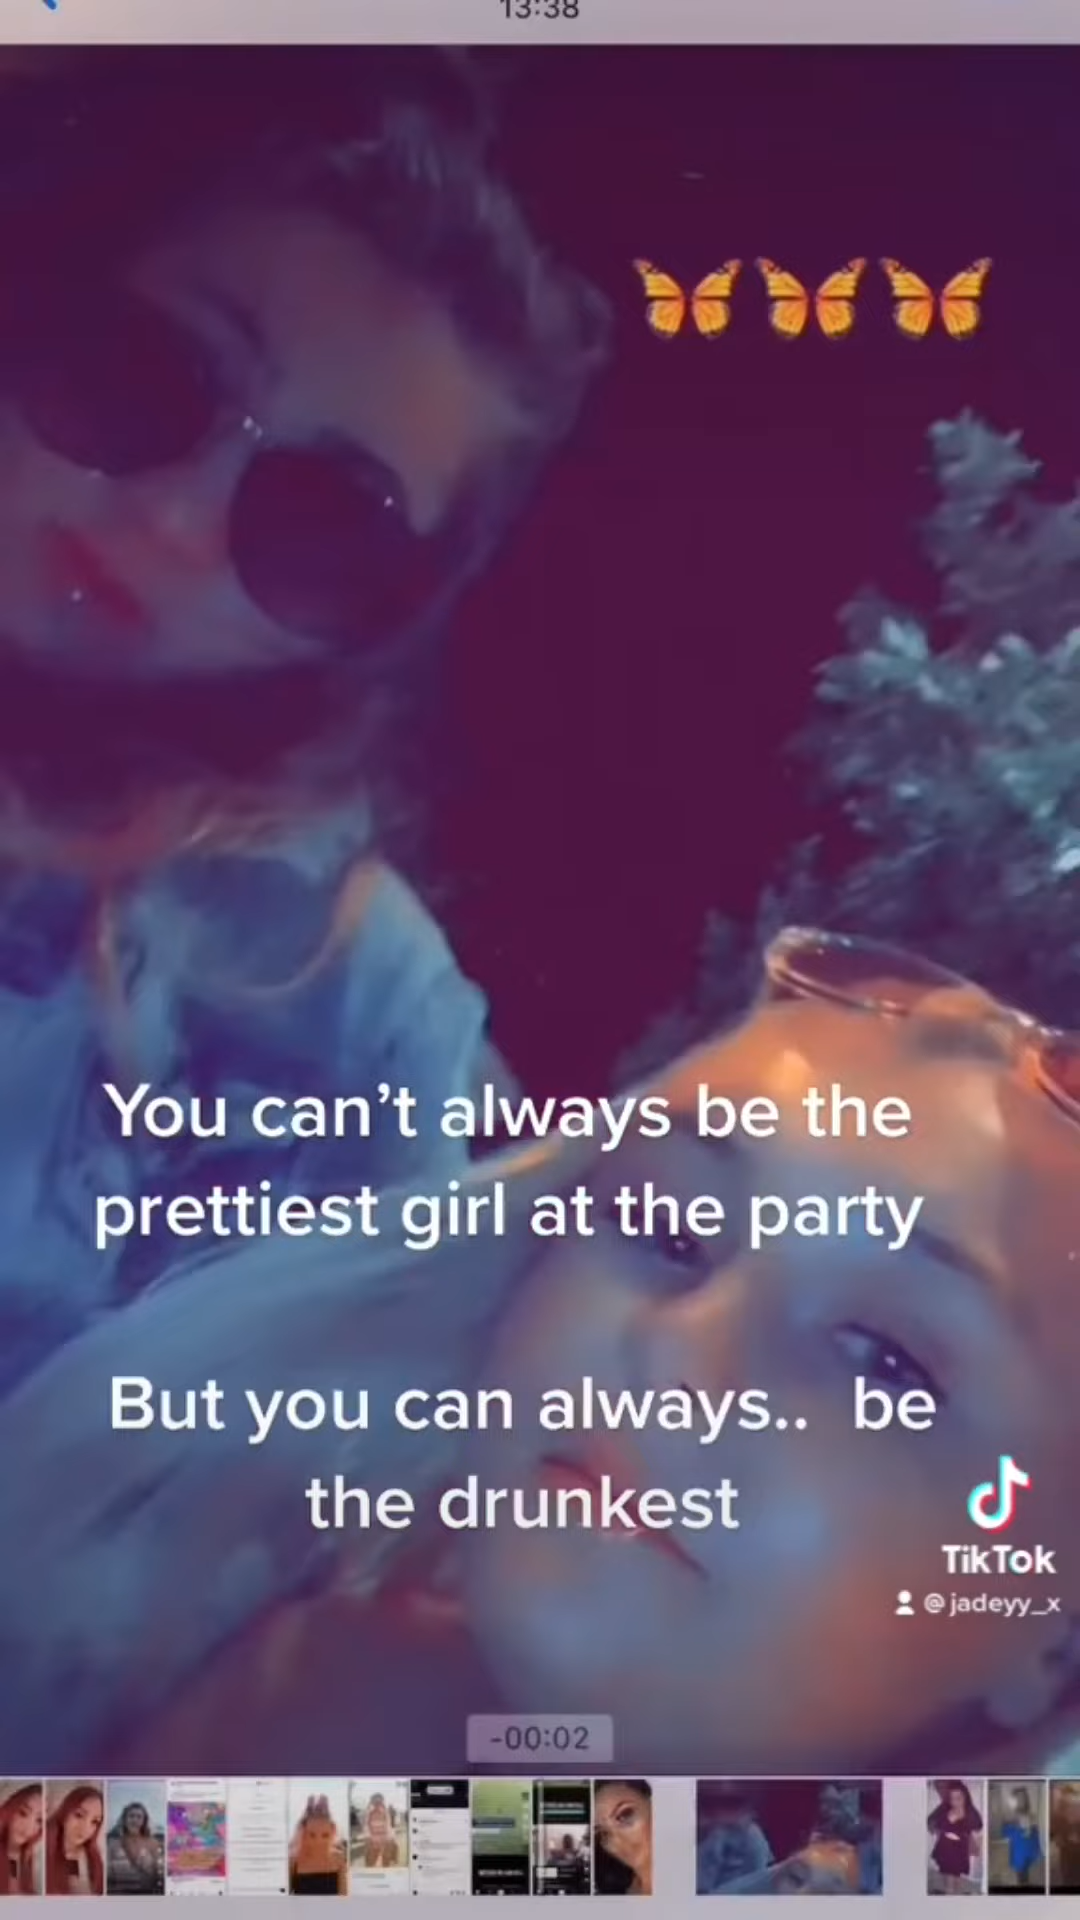 13:38
You can’t always be the
prettiest girl at the party
But you can always..  be
the drunkest
TikTok
@jadeyy_x
-00:02